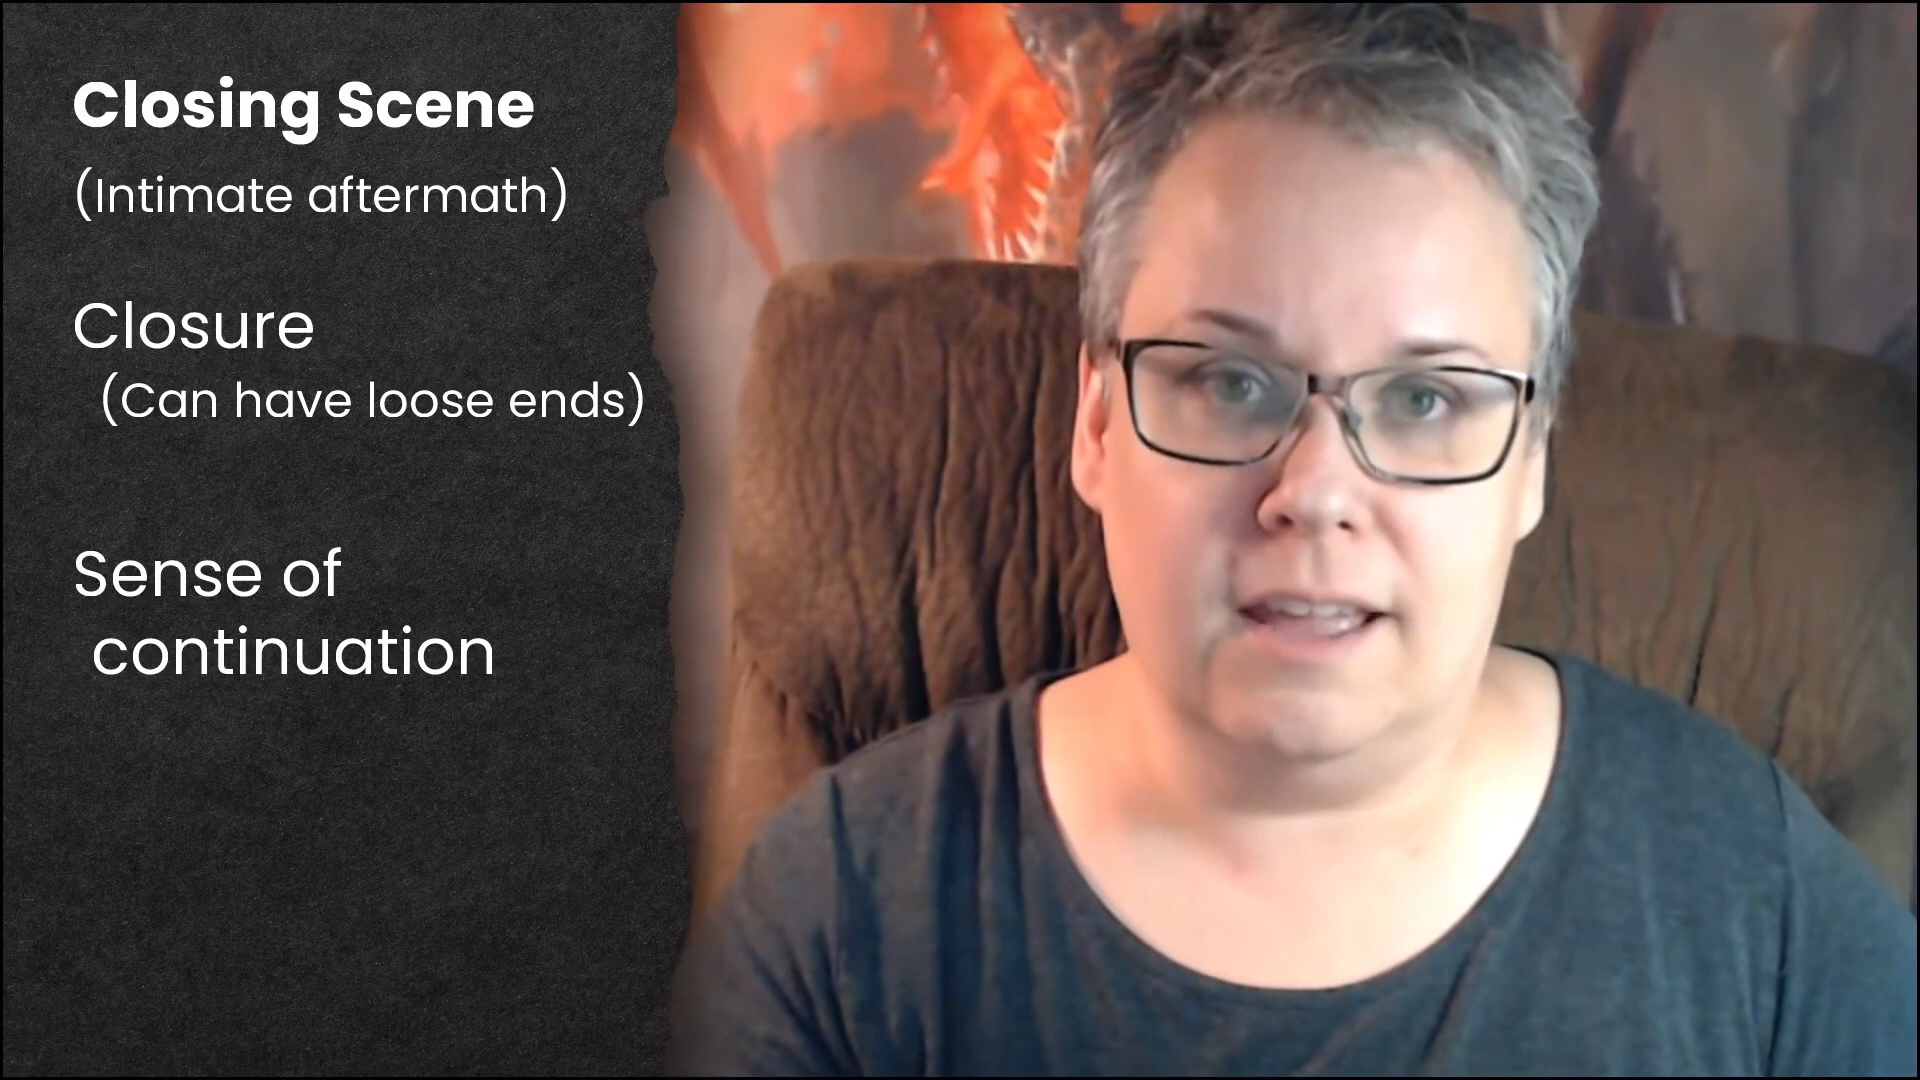 Closing Scene
(Intimate aftermath)
Closure
(Can have loose ends)
Sense of
continuation